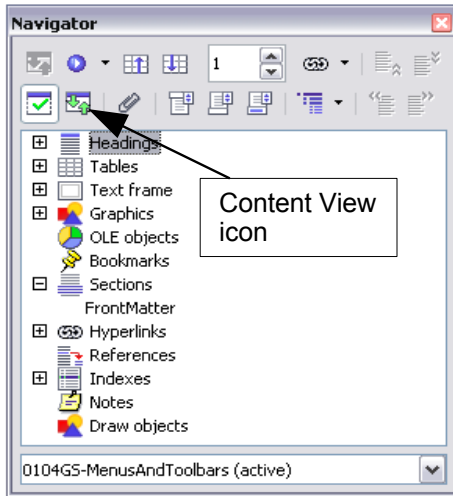 Navigator
1
Headings
Tables
Text frame
Graphics
OLE objects
Bookmarks
Sections
FrontMatter
Hyperlinks
References
Indexes
Notes
Draw objects
Content View
icon
0104GS-MenusAndToolbars (active)